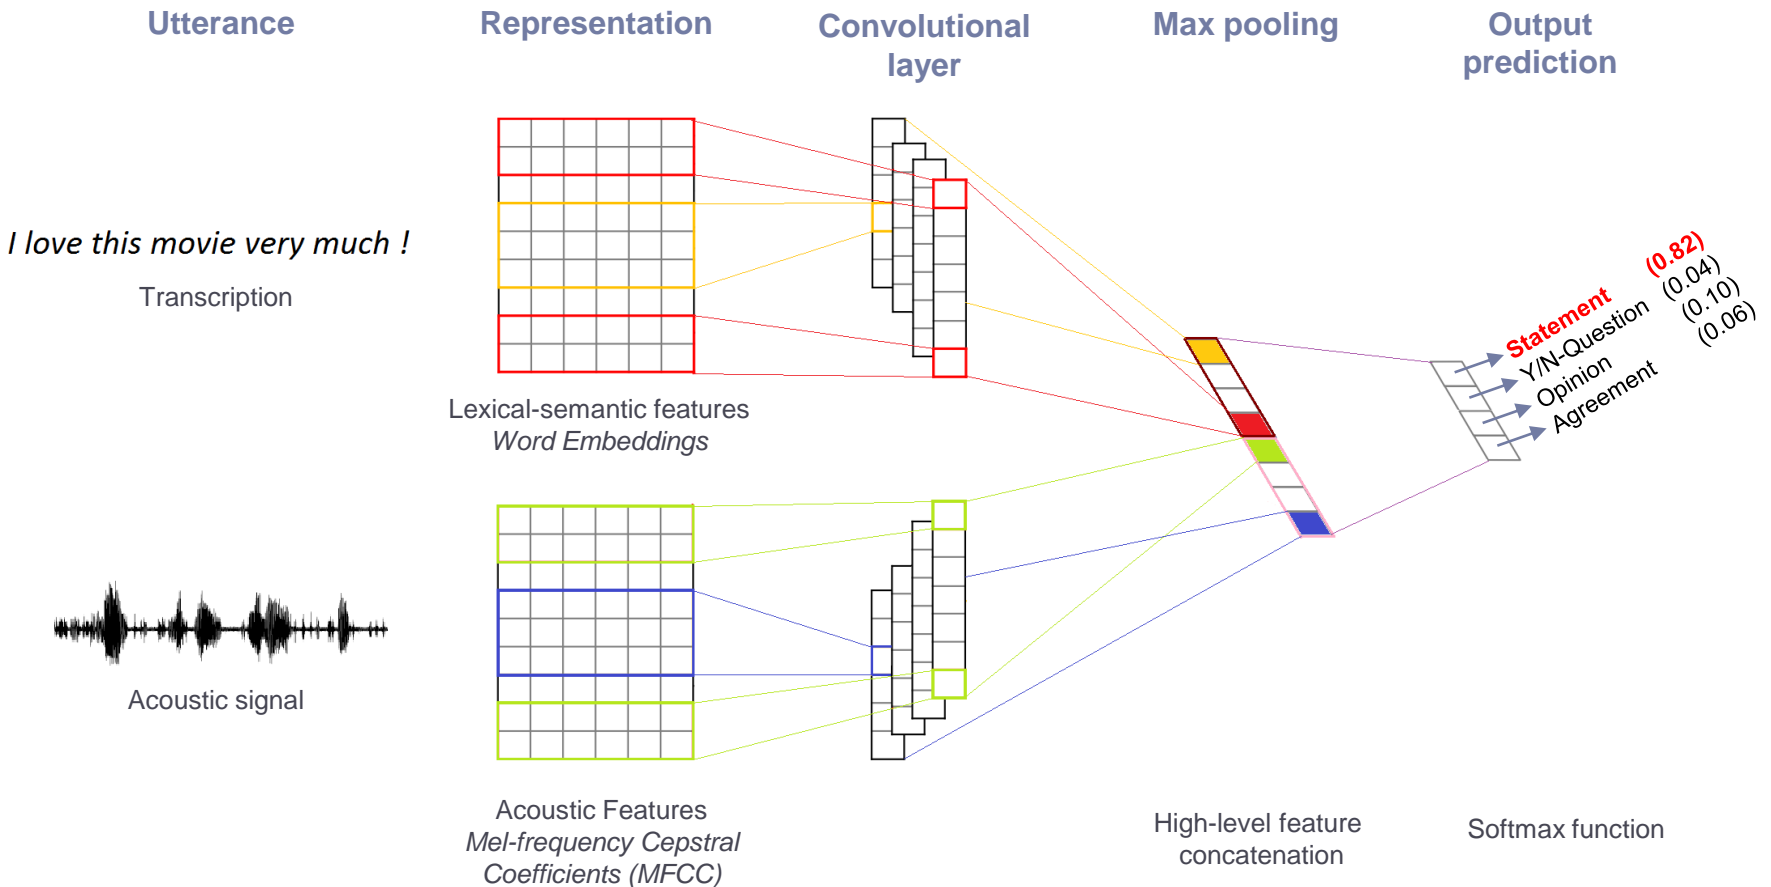 Utterance
Representation
Convolutional
layer
Max pooling
Output
prediction
I love this movie very much !
Transcription
Lexical-semantic features
Word Embeddings
Statement (0.82)
Y/N-Question (0.04)
Opinion (0.10)
Agreement (0.06)
Acoustic signal
Acoustic Features
Mel-frequency Cepstral
Coefficients (MFCC)
High-level feature
concatenation
Softmax function